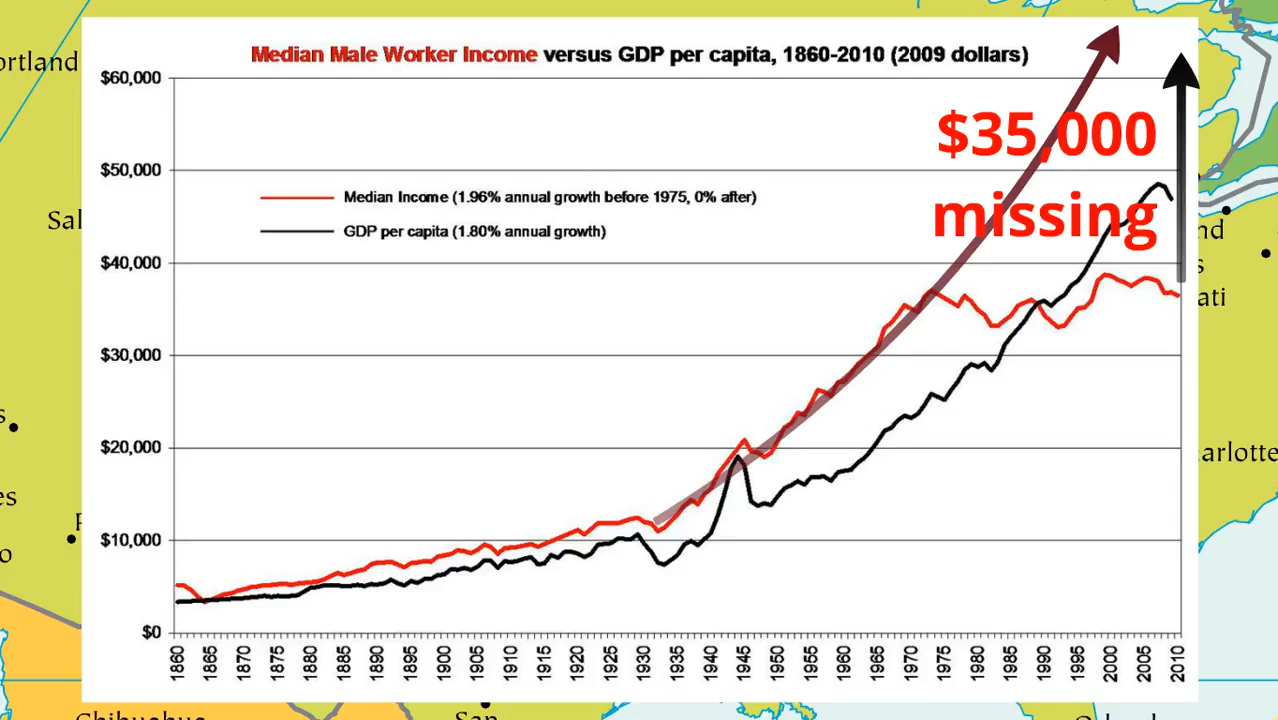 Median Male Worker Income versus GDP per capita, 1860-2010 (2009 dollars)
$60,000
$50,000
$40,000
$30,000
$20,000
$10,000
$0
$35,000
missing
Median Income (1.96% annual growth before 1975, 0% after)
GDP per capita (1.80% annual growth)
1860
1865
1870
1875
1880
1885
1890
1895
1900
1905
1910
1915
1920
1925
1930
1935
1940
1945
1950
1955
1960
1965
1970
1975
1980
1985
1990
1995
2000
2005
2010
ortland
Sal
s
es
o
nd
s
ati
arlotte
Chihuahua
San